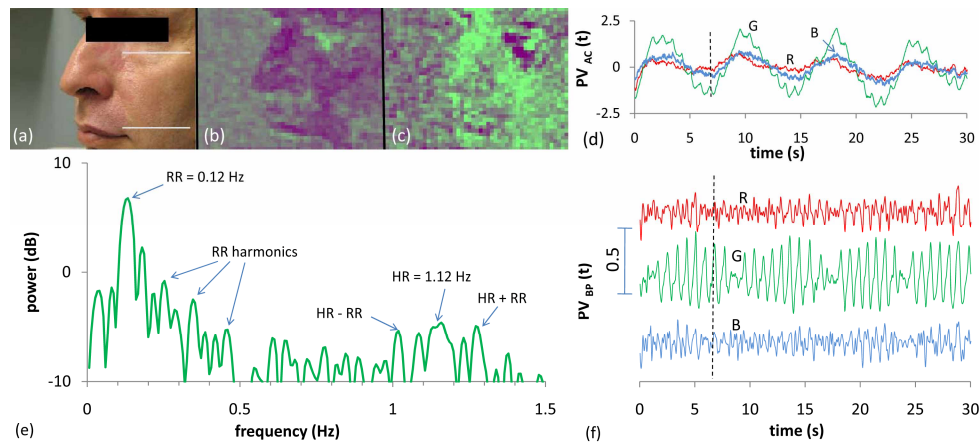 (a)
(b)
(c)
PV AC (t)
2.5
0
-2.5
G
B
R
0 5 10 15 20 25 30
time (s)
(d)
10
0
-10
power (dB)
RR = 0.12 Hz
RR harmonics
HR - RR
HR = 1.12 Hz
HR + RR
0 0.5 1 1.5
frequency (Hz)
(e)
PV BP (t)
0.5
R
G
B
0 5 10 15 20 25 30
time (s)
(f)